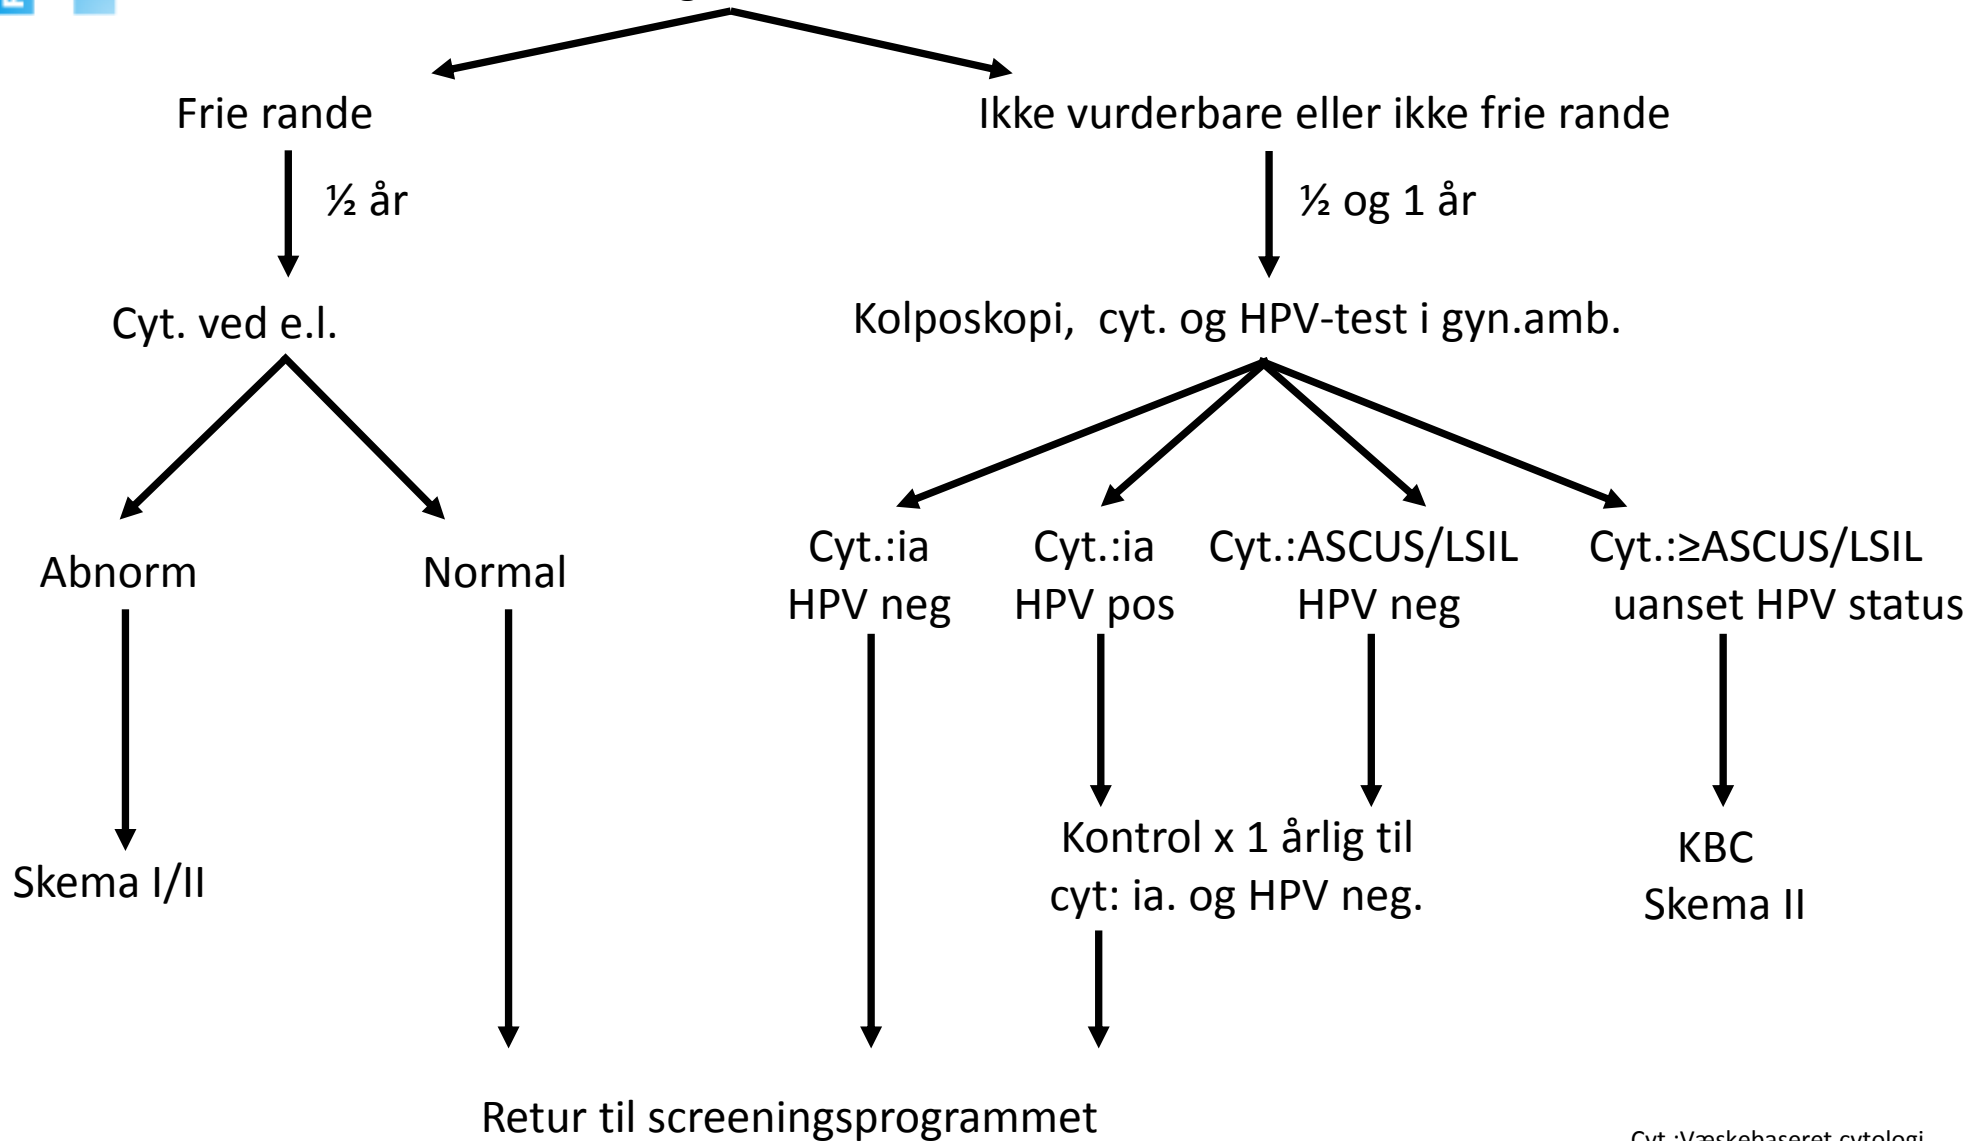 Frie rande
Ikke vurderbare eller ikke frie rande
½ år
½ og 1 år
Cyt. ved e.l.
Kolposkopi, cyt. og HPV-test i gyn.amb.
Abnorm
Normal
Cyt.:ia
HPV neg
Cyt.:ia
HPV pos
Cyt.:ASCUS/LSIL
HPV neg
Cyt.:≥ASCUS/LSIL
uanset HPV status
Skema I/II
Kontrol x 1 årlig til
cyt: ia. og HPV neg.
KBC
Skema II
Retur til screeningsprogrammet
Cyt.:Væskebaseret cytologi